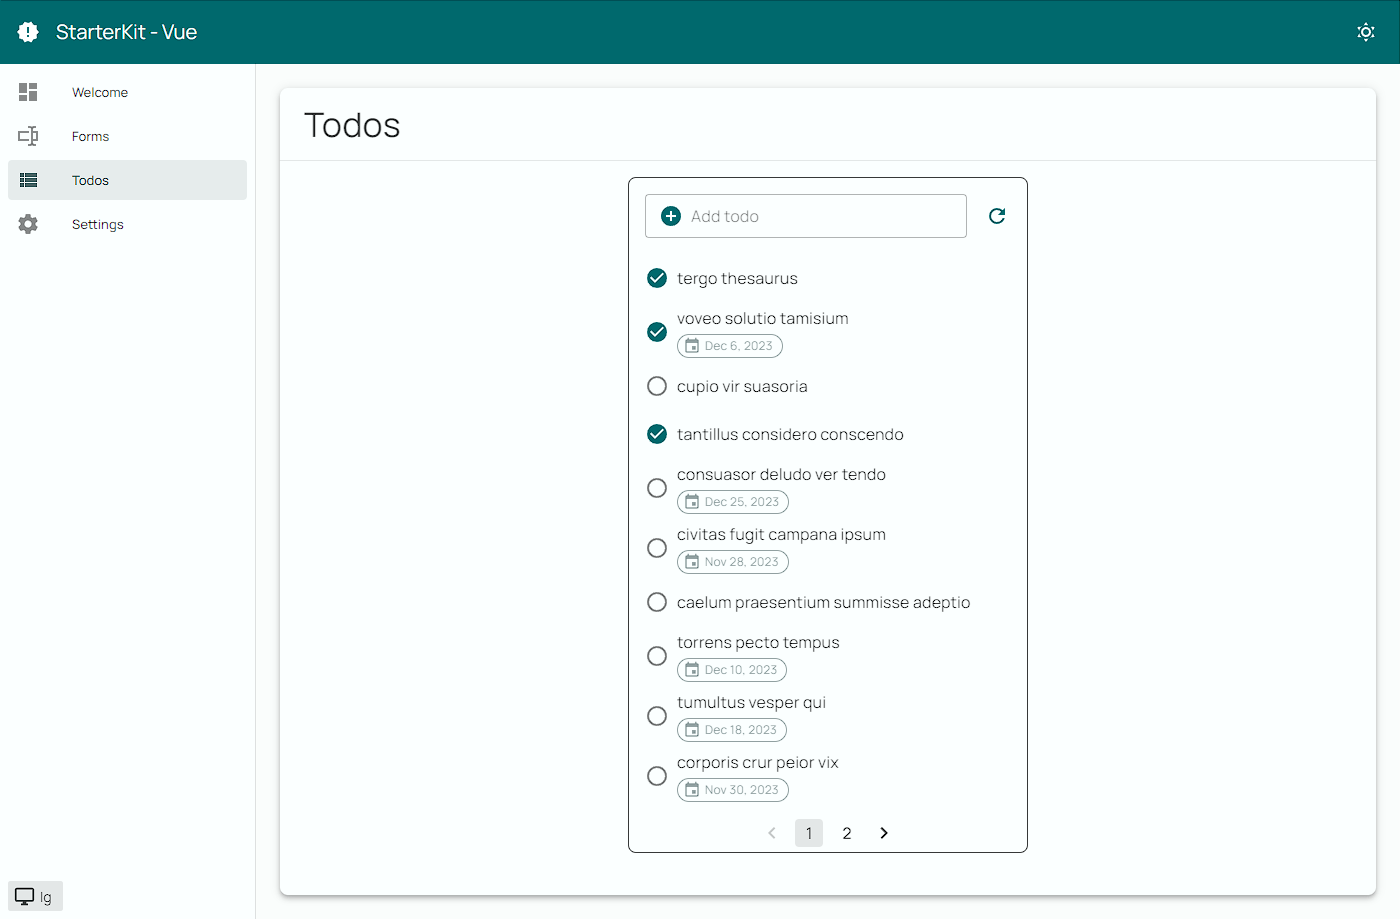 StarterKit - Vue
Welcome
Forms
Todos
Settings
Todos
Add todo
tergo thesaurus
voveo solutio tamisium
Dec 6, 2023
cupio vir suasoria
tantillus considero conscendo
consuasor deludo ver tendo
Dec 25, 2023
civitas fugit campana ipsum
Nov 28, 2023
caelum praesentium summisse adeptio
torrens pecto tempus
Dec 10, 2023
tumultus vesper qui
Dec 18, 2023
corporis crur peior vix
Nov 30, 2023
1 2
lg